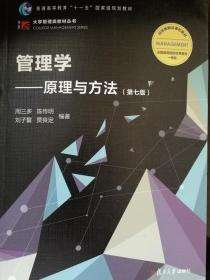 普通高等教育“十一五”国家级规划教材
大学管理类教材丛书
MANAGEMENT
管理学
——原理与方法（第七版）
周三多 陈传明
刘子馨 贾良定 编著
复旦大学出版社